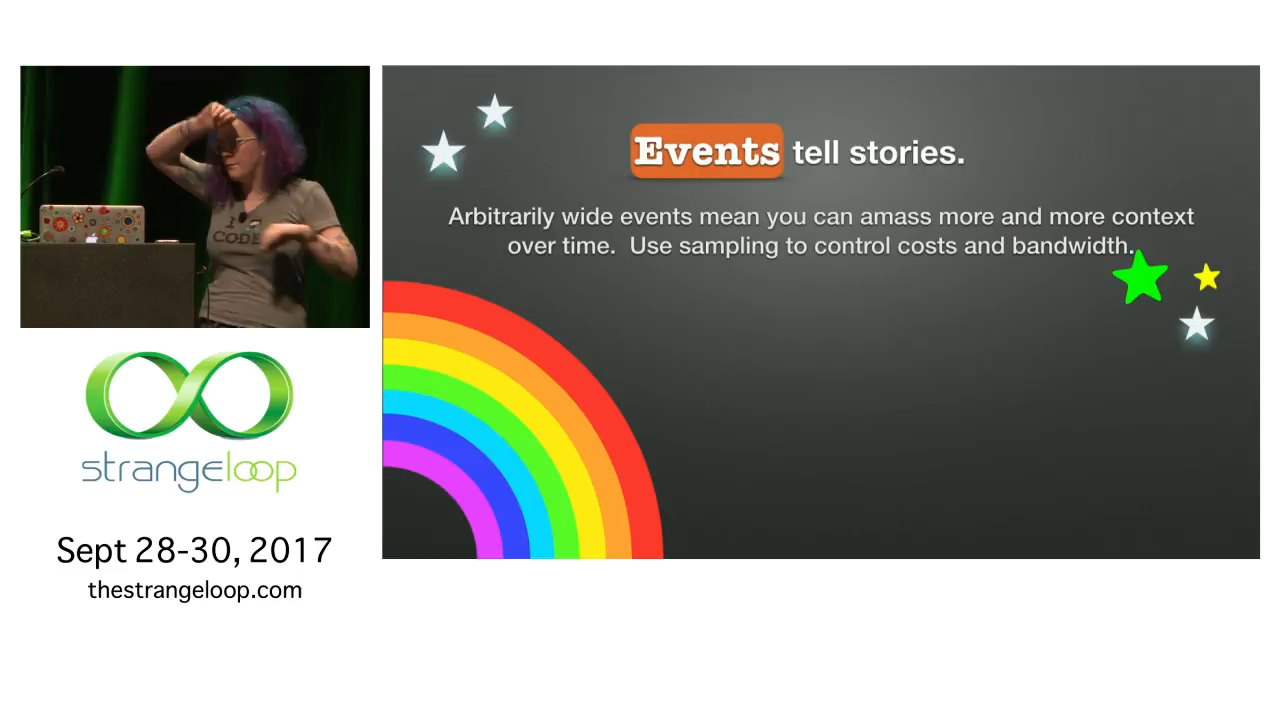 I
CODE
strangeloop
Sept 28-30, 2017
thestrangeloop.com
Events tell stories.
Arbitrarily wide events mean you can amass more and more context
over time.  Use sampling to control costs and bandwidth.